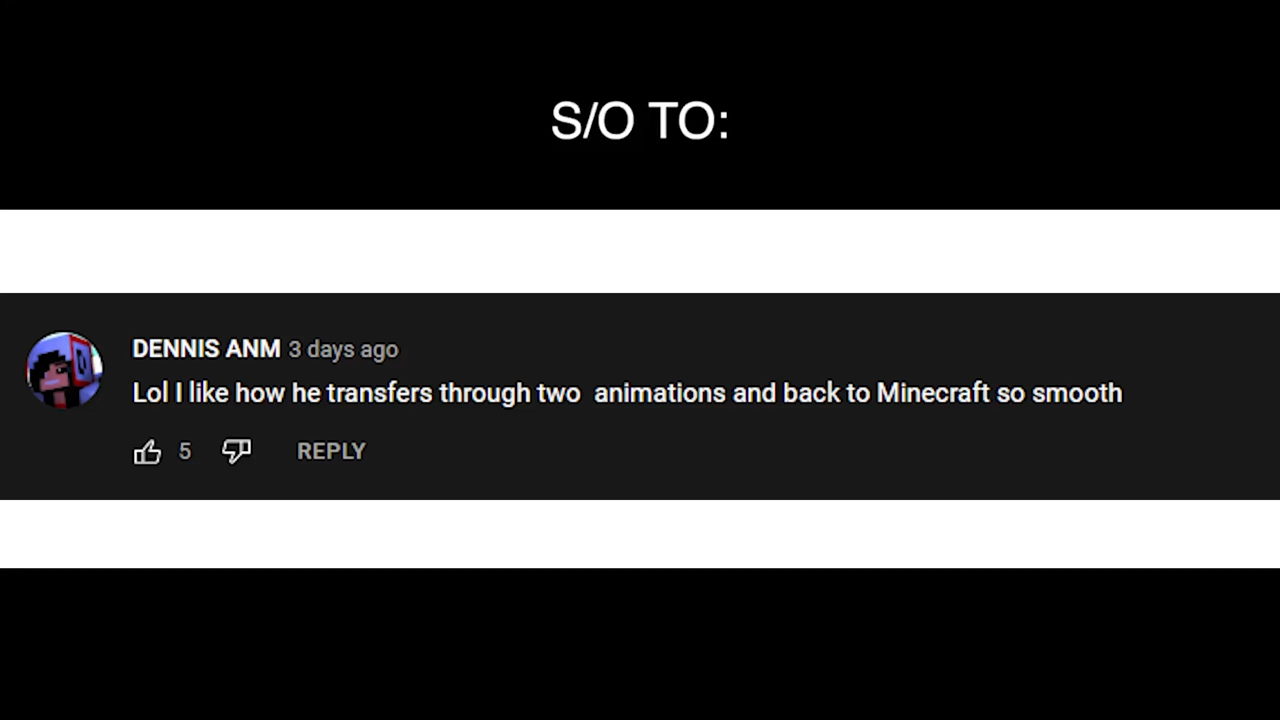 S/O TO:
DENNIS ANM 3 days ago
Lol I like how he transfers through two  animations and back to Minecraft so smooth
5 REPLY